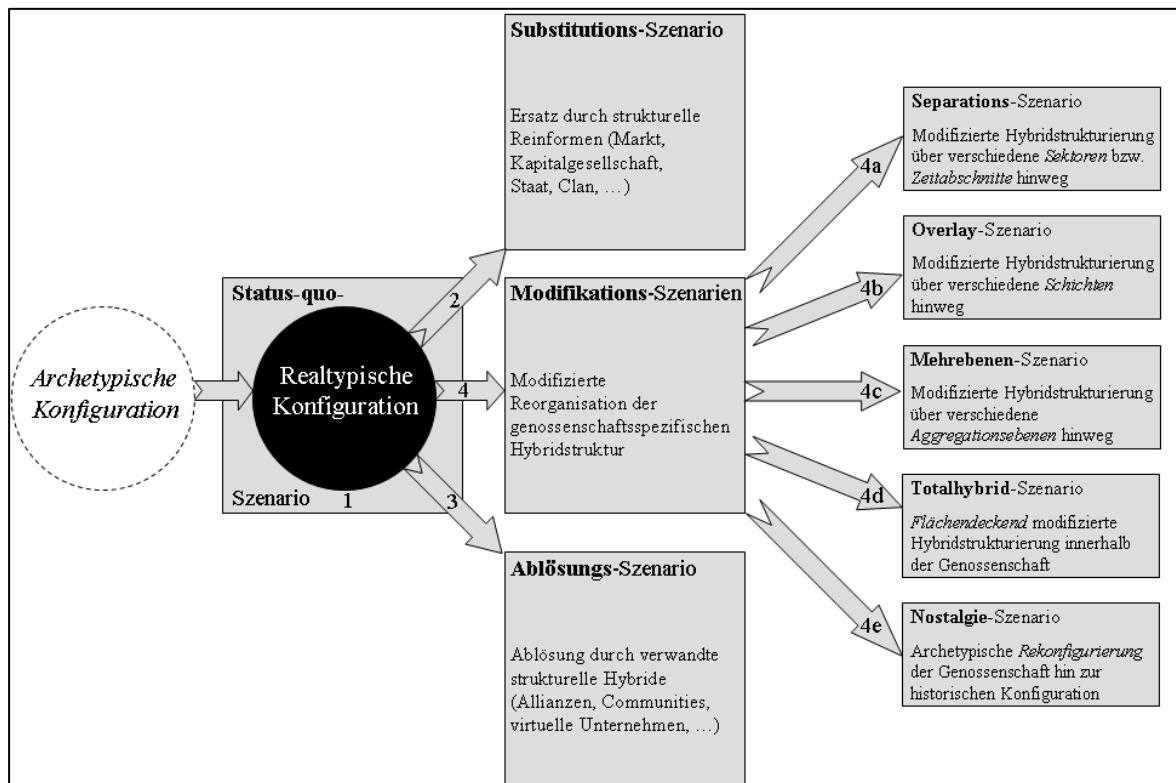 Archetypische
Konfiguration
Status-quo-
Realtypische
Konfiguration
Szenario
1
2
4
3
Substitutions-Szenario
Ersatz durch strukturelle
Reinformen (Markt,
Kapitalgesellschaft,
Staat, Clan, …)
Modifikations-Szenarien
Modifizierte
Reorganisation der
genossenschaftsspezifischen
Hybridstruktur
Ablösungs-Szenario
Ablösung durch verwandte
strukturelle Hybride
(Allianzen, Communities,
virtuelle Unternehmen, …)
4a
4b
4c
4d
4e
Separations-Szenario
Modifizierte Hybridstrukturierung
über verschiedene Sektoren bzw.
Zeitabschnitte hinweg
Overlay-Szenario
Modifizierte Hybridstrukturierung
über verschiedene Schichten
hinweg
Mehrebenen-Szenario
Modifizierte Hybridstrukturierung
über verschiedene
Aggregationsebenen hinweg
Totalhybrid-Szenario
Flächendeckend modifizierte
Hybridstrukturierung innerhalb
der Genossenschaft
Nostalgie-Szenario
Archetypische Rekonfigurierung
der Genossenschaft hin zur
historischen Konfiguration